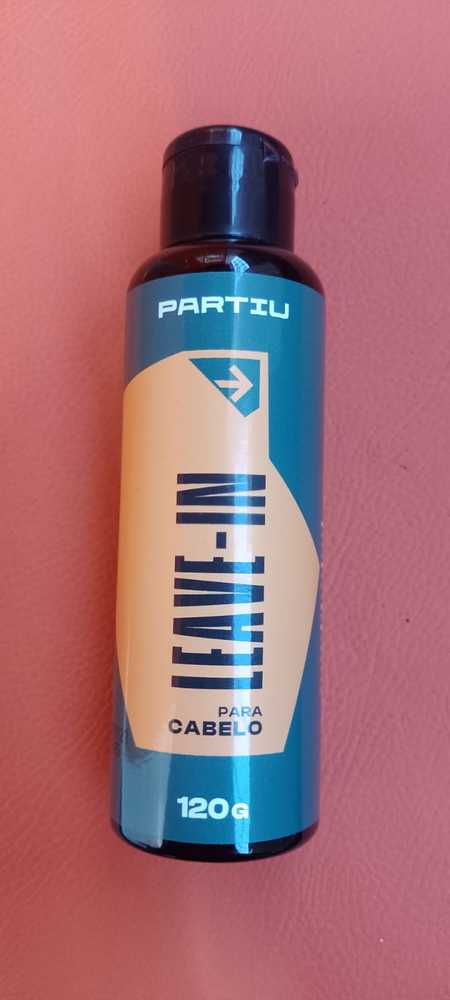 PARTIU
LEAVE-IN
PARA
CABELO
120G